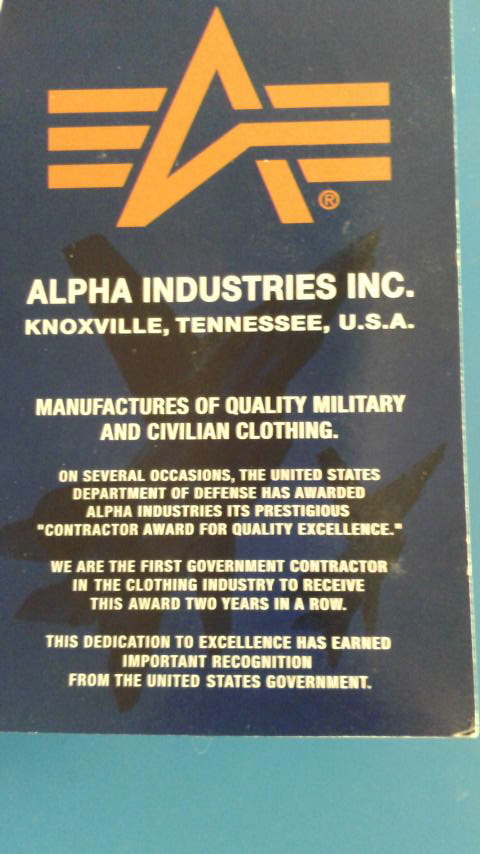 ®
ALPHA INDUSTRIES INC.
KNOXVILLE, TENNESSEE, U.S.A.
MANUFACTURES OF QUALITY MILITARY
AND CIVILIAN CLOTHING.
ON SEVERAL OCCASIONS, THE UNITED STATES
DEPARTMENT OF DEFENSE HAS AWARDED
ALPHA INDUSTRIES ITS PRESTIGIOUS
"CONTRACTOR AWARD FOR QUALITY EXCELLENCE."
WE ARE THE FIRST GOVERNMENT CONTRACTOR
IN THE CLOTHING INDUSTRY TO RECEIVE
THIS AWARD TWO YEARS IN A ROW.
THIS DEDICATION TO EXCELLENCE HAS EARNED
IMPORTANT RECOGNITION
FROM THE UNITED STATES GOVERNMENT.